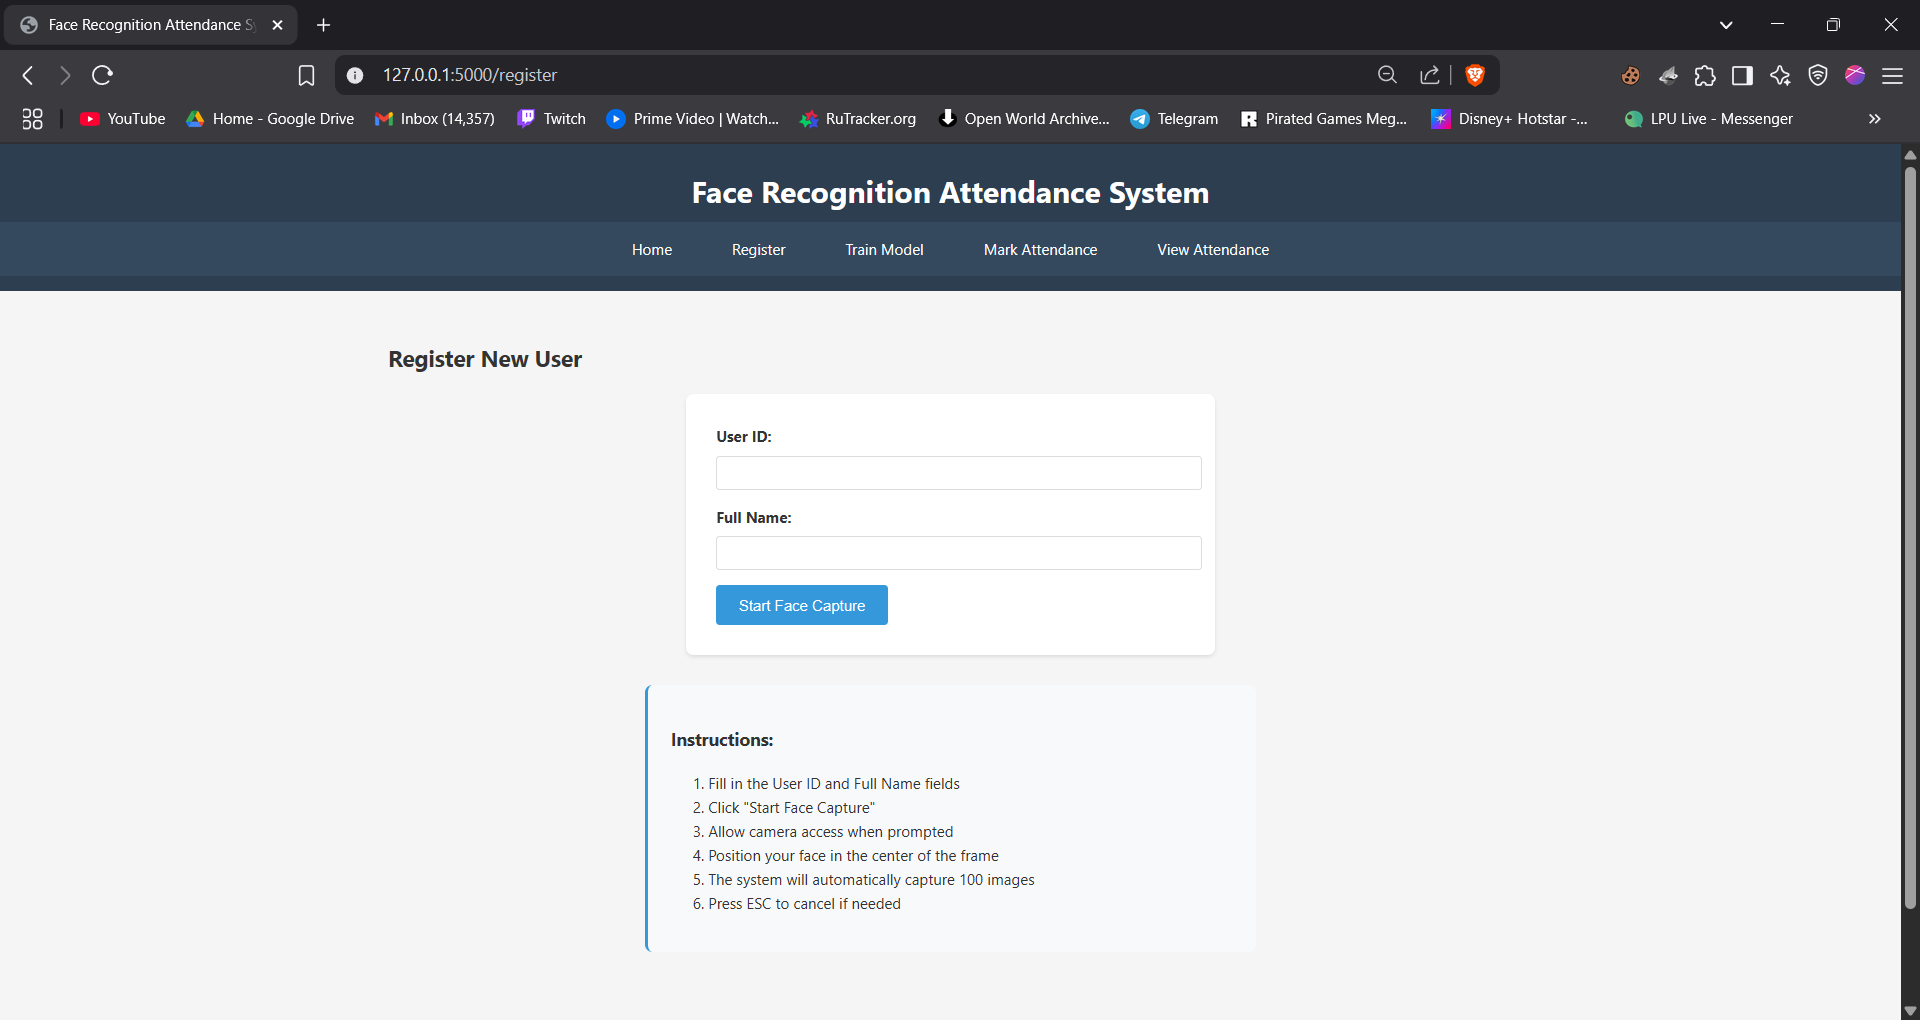 Face Recognition Attendance S
127.0.0.1:5000/register
YouTube Home - Google Drive Inbox (14,357) Twitch Prime Video | Watch... RuTracker.org Open World Archive... Telegram Pirated Games Meg... Disney+ Hotstar -... LPU Live - Messenger
Face Recognition Attendance System
Home Register Train Model Mark Attendance View Attendance
Register New User
User ID:
Full Name:
Start Face Capture
Instructions:
1. Fill in the User ID and Full Name fields
2. Click "Start Face Capture"
3. Allow camera access when prompted
4. Position your face in the center of the frame
5. The system will automatically capture 100 images
6. Press ESC to cancel if needed